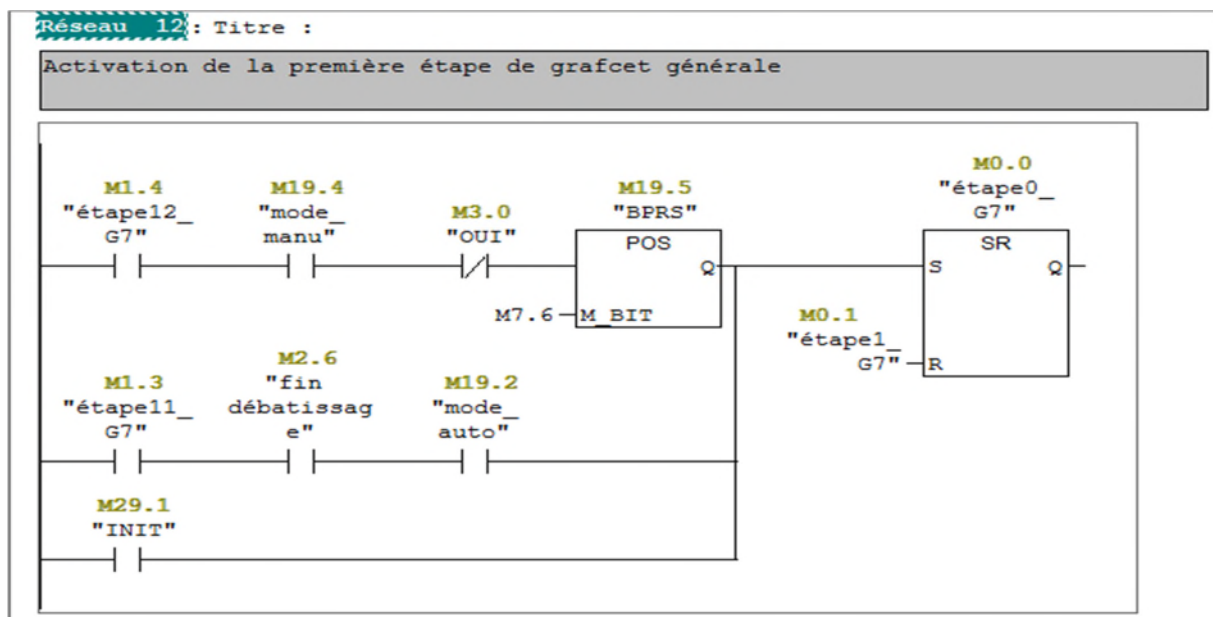 Réseau 12: Titre :
Activation de la première étape de grafcet générale
M1.4
"étape12_
G7"
M19.4
"mode_
manu"
M3.0
"OUI"
M19.5
"BPRS"
POS
Q
M7.6
M_BIT
M0.0
"étape0_
G7"
SR
S
Q
M0.1
"étape1_
G7"
R
M1.3
"étape11_
G7"
M2.6
"fin
débatissag
e"
M19.2
"mode_
auto"
M29.1
"INIT"